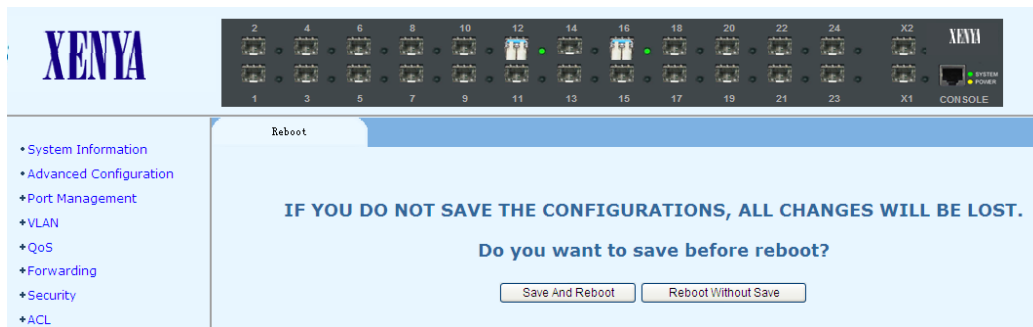 XENYA
2 4 6 8 10 12 14 16 18 20 22 24 X2
XENYA
SYSTEM
POWER
1 3 5 7 9 11 13 15 17 19 21 23 X1 CONSOLE
Reboot
System Information
Advanced Configuration
+Port Management
+VLAN
+QoS
+Forwarding
+Security
+ACL
IF YOU DO NOT SAVE THE CONFIGURATIONS, ALL CHANGES WILL BE LOST.
Do you want to save before reboot?
Save And Reboot Reboot Without Save